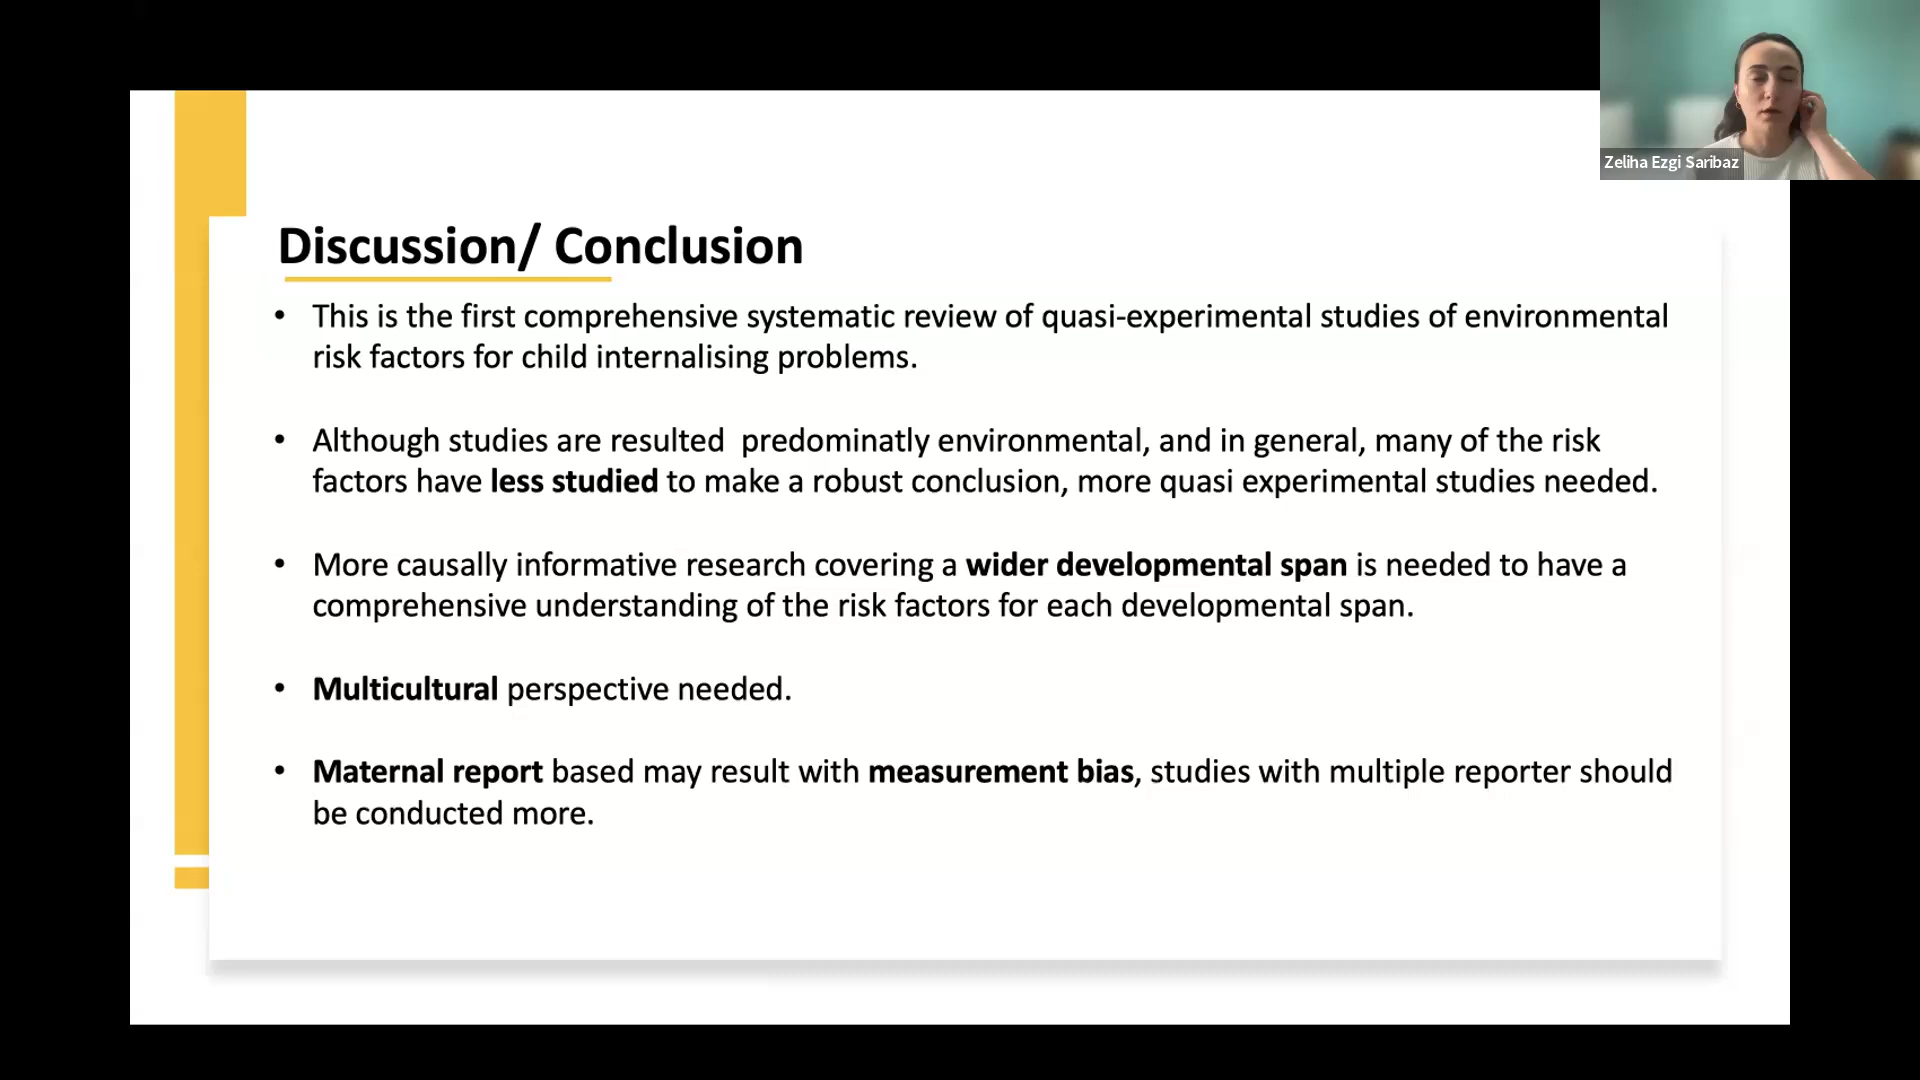 Zeliha Ezgi Saribaz
Discussion/ Conclusion
• This is the first comprehensive systematic review of quasi-experimental studies of environmental
risk factors for child internalising problems.
• Although studies are resulted  predominatly environmental, and in general, many of the risk
factors have less studied to make a robust conclusion, more quasi experimental studies needed.
• More causally informative research covering a wider developmental span is needed to have a
comprehensive understanding of the risk factors for each developmental span.
• Multicultural perspective needed.
• Maternal report based may result with measurement bias, studies with multiple reporter should
be conducted more.